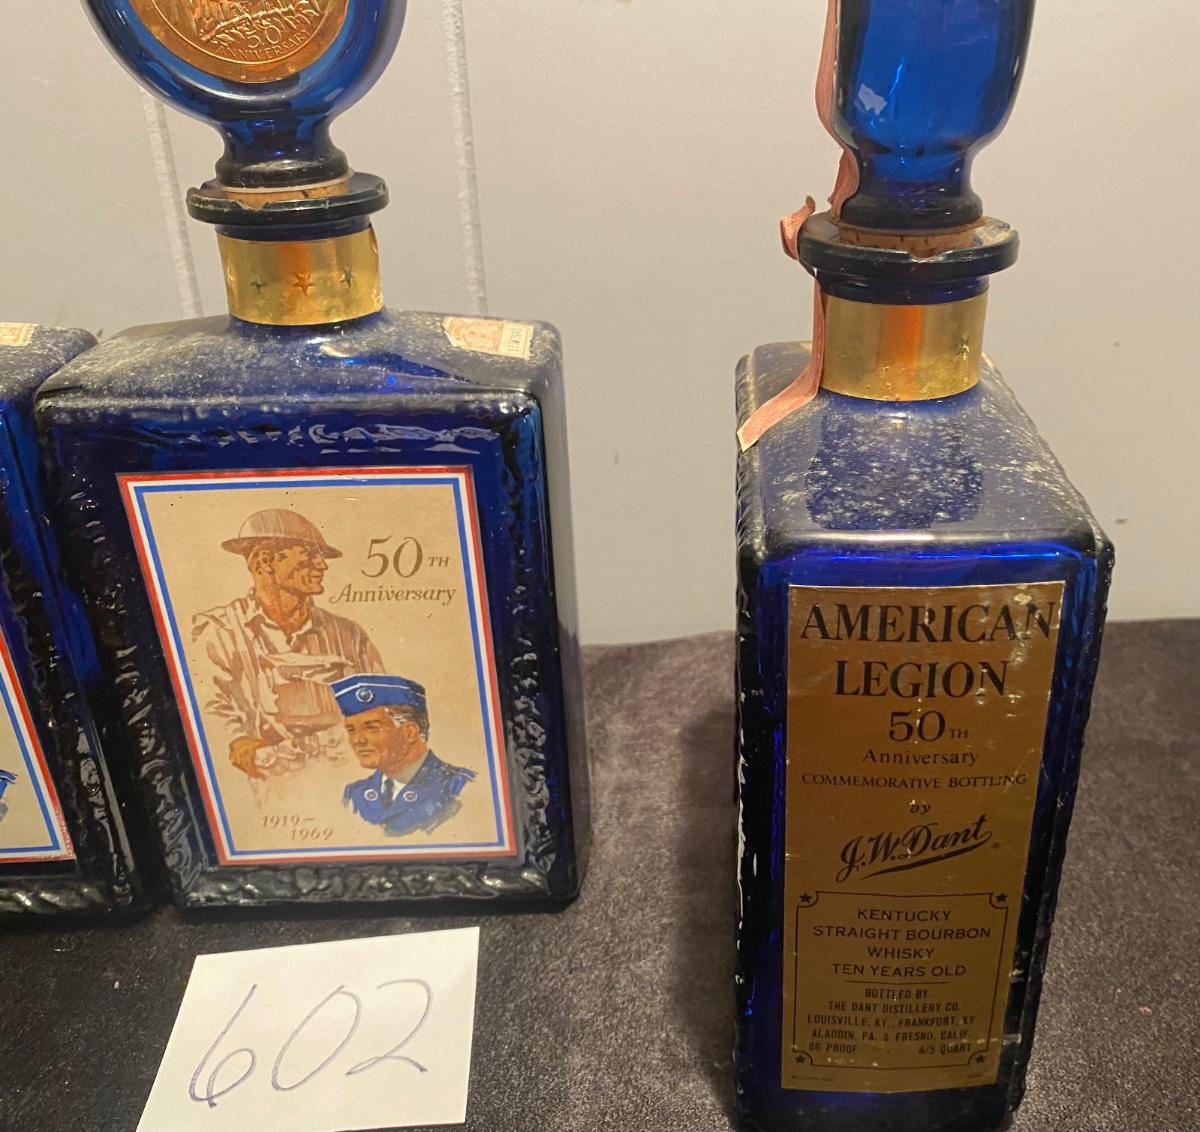 50
ANNIVERSARY
50TH
Anniversary
1919~
1969
602
AMERICAN
LEGION
50TH
Anniversary
COMMEMORATIVE BOTTLING
by
J.W. Dant
KENTUCKY
STRAIGHT BOURBON
WHISKY
TEN YEARS OLD
BOTTLED BY
THE DANT DISTILLERY CO.
LOUISVILLE, KY., FRANKFORT, KY.
ALADDIN, PA. & FRESNO, CALIF.
86 PROOF 4/5 QUART